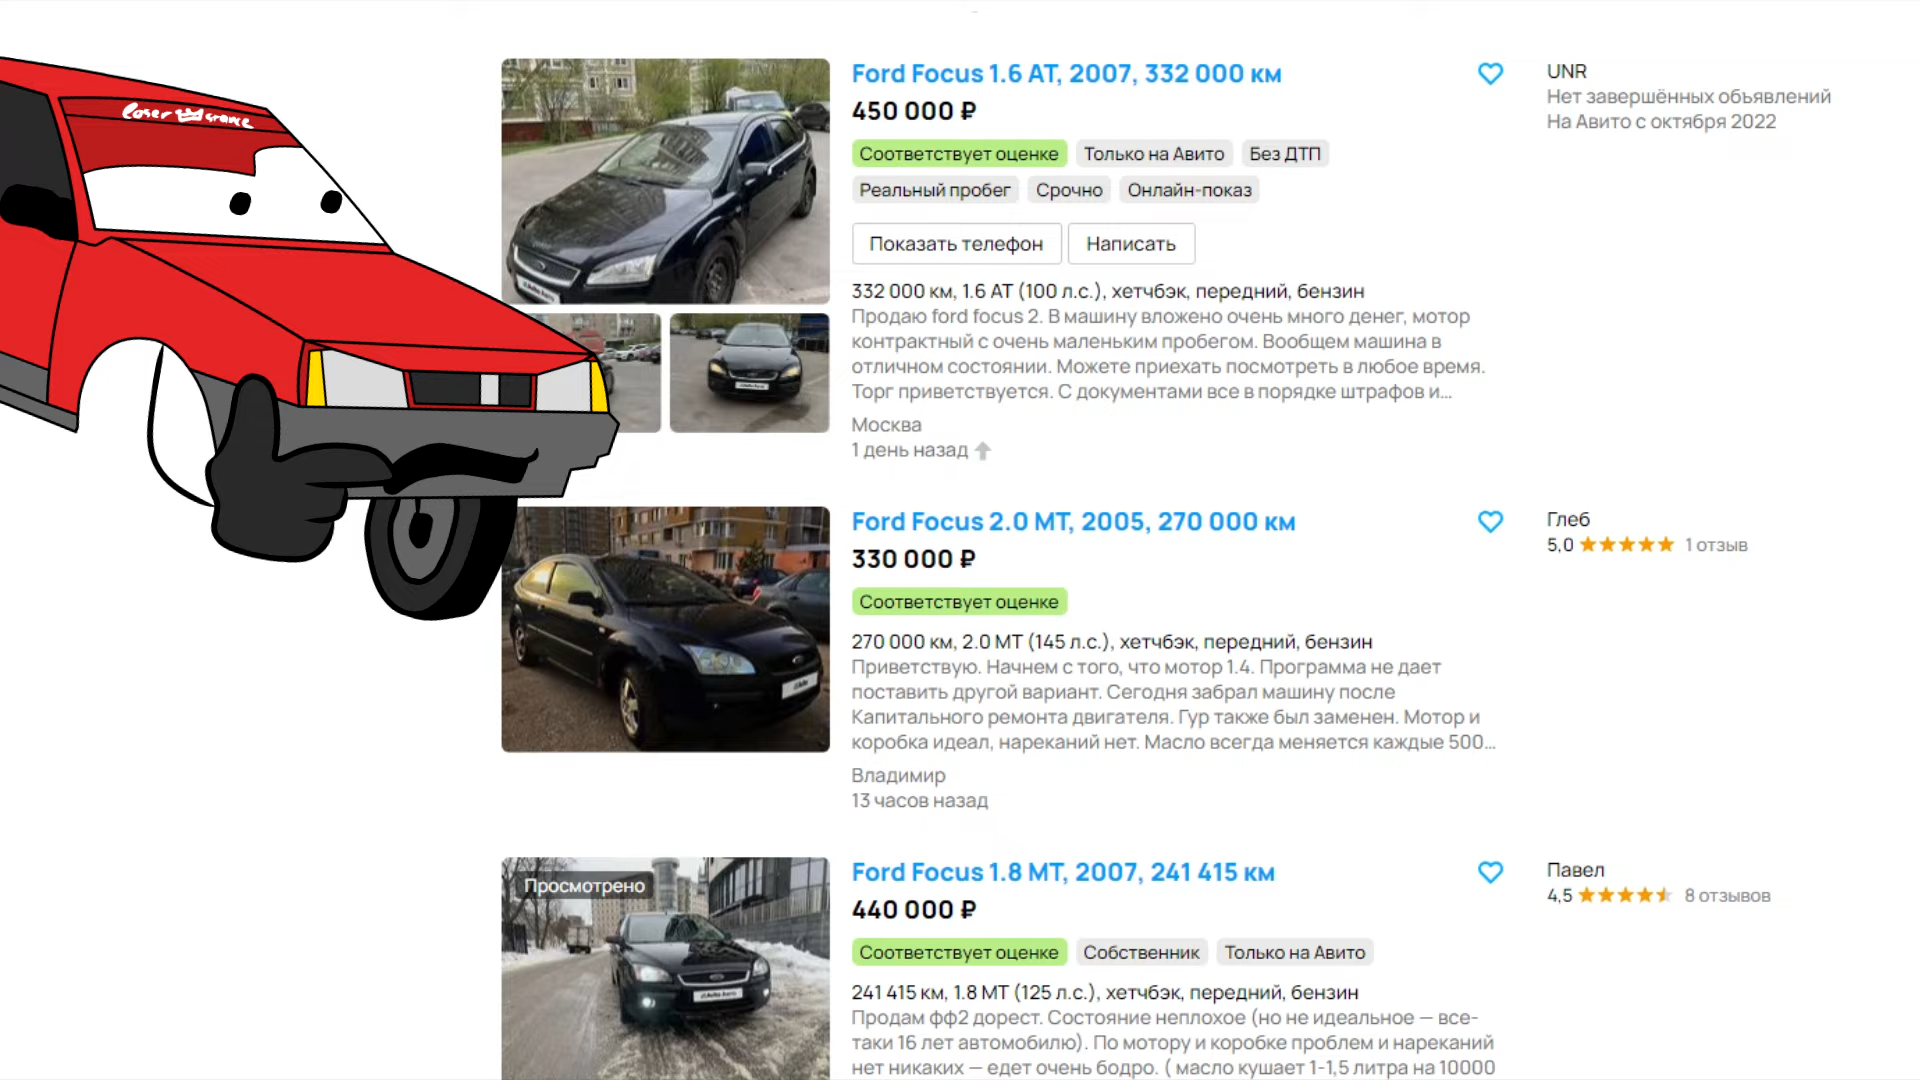 Loser
Ford Focus 1.6 AT, 2007, 332 000 км
450 000 ₽
Соответствует оценке
Только на Авито
Без ДТП
Реальный пробег
Срочно
Онлайн-показ
Показать телефон
Написать
332 000 км, 1.6 AT (100 л.с.), хетчбэк, передний, бензин
Продаю ford focus 2. В машину вложено очень много денег, мотор
контрактный с очень маленьким пробегом. Вообщем машина в
отличном состоянии. Можете приехать посмотреть в любое время.
Торг приветствуется. С документами все в порядке штрафов и...
Москва
1 день назад
UNR
Нет завершённых объявлений
На Авито с октября 2022
Ford Focus 2.0 MT, 2005, 270 000 км
330 000 ₽
Соответствует оценке
270 000 км, 2.0 MT (145 л.с.), хетчбэк, передний, бензин
Приветствую. Начнем с того, что мотор 1.4. Программа не дает
поставить другой вариант. Сегодня забрал машину после
Капитального ремонта двигателя. Гур также был заменен. Мотор и
коробка идеал, нареканий нет. Масло всегда меняется каждые 500...
Владимир
13 часов назад
Глеб
5,0 1 отзыв
Просмотрено
Ford Focus 1.8 MT, 2007, 241 415 км
440 000 ₽
Соответствует оценке
Собственник
Только на Авито
241 415 км, 1.8 MT (125 л.с.), хетчбэк, передний, бензин
Продам фф2 дорест. Состояние неплохое (но не идеальное — все-
таки 16 лет автомобилю). По мотору и коробке проблем и нареканий
нет никаких — едет очень бодро. ( масло кушает 1-1,5 литра на 10000
Павел
4,5 8 отзывов